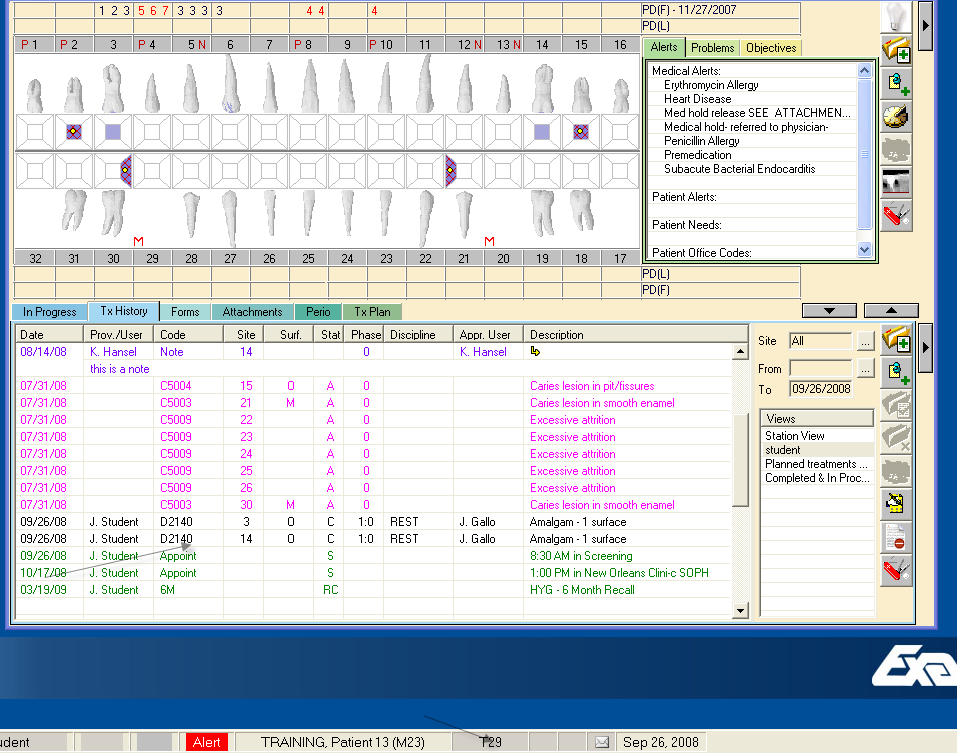 1 2 3 5 6 7 3 3 3 3 4 4 4 PD(F) - 11/27/2007
PD(L)
P 1 P 2 3 P 4 5 N 6 7 P 8 9 P 10 11 12 N 13 N 14 15 16
Alerts Problems Objectives
Medical Alerts:
Erythromycin Allergy
Heart Disease
Med hold release SEE ATTACHMEN...
Medical hold- referred to physician-
Penicillin Allergy
Premedication
Subacute Bacterial Endocarditis
Patient Alerts:
Patient Needs:
Patient Office Codes:
M M
32 31 30 29 28 27 26 25 24 23 22 21 20 19 18 17
PD(L)
PD(F)
In Progress Tx History Forms Attachments Perio Tx Plan
Date Prov./User Code Site Surf. Stat Phase Discipline Appr. User Description
08/14/08 K. Hansel Note 14 0 K. Hansel
this is a note
07/31/08 C5004 15 O A 0 Caries lesion in pit/fissures
07/31/08 C5003 21 M A 0 Caries lesion in smooth enamel
07/31/08 C5009 22 A 0 Excessive attrition
07/31/08 C5009 23 A 0 Excessive attrition
07/31/08 C5009 24 A 0 Excessive attrition
07/31/08 C5009 25 A 0 Excessive attrition
07/31/08 C5009 26 A 0 Excessive attrition
07/31/08 C5003 30 M A 0 Caries lesion in smooth enamel
09/26/08 J. Student D2140 3 O C 1:0 REST J. Gallo Amalgam - 1 surface
09/26/08 J. Student D2140 14 O C 1:0 REST J. Gallo Amalgam - 1 surface
09/26/08 J. Student Appoint S 8:30 AM in Screening
10/17/08 J. Student Appoint S 1:00 PM in New Orleans Clini-c SOPH
03/19/09 J. Student 6M RC HYG - 6 Month Recall
Site All ...
From ...
To 09/26/2008
Views
Station View
student
Planned treatments ...
Completed & In Proc...
udent Alert TRAINING, Patient 13 (M23) T29 Sep 26, 2008